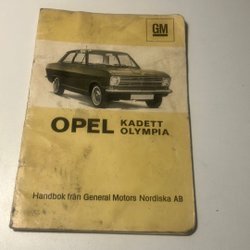 GM
OPEL KADETT
OLYMPIA
Handbok från General Motors Nordiska AB